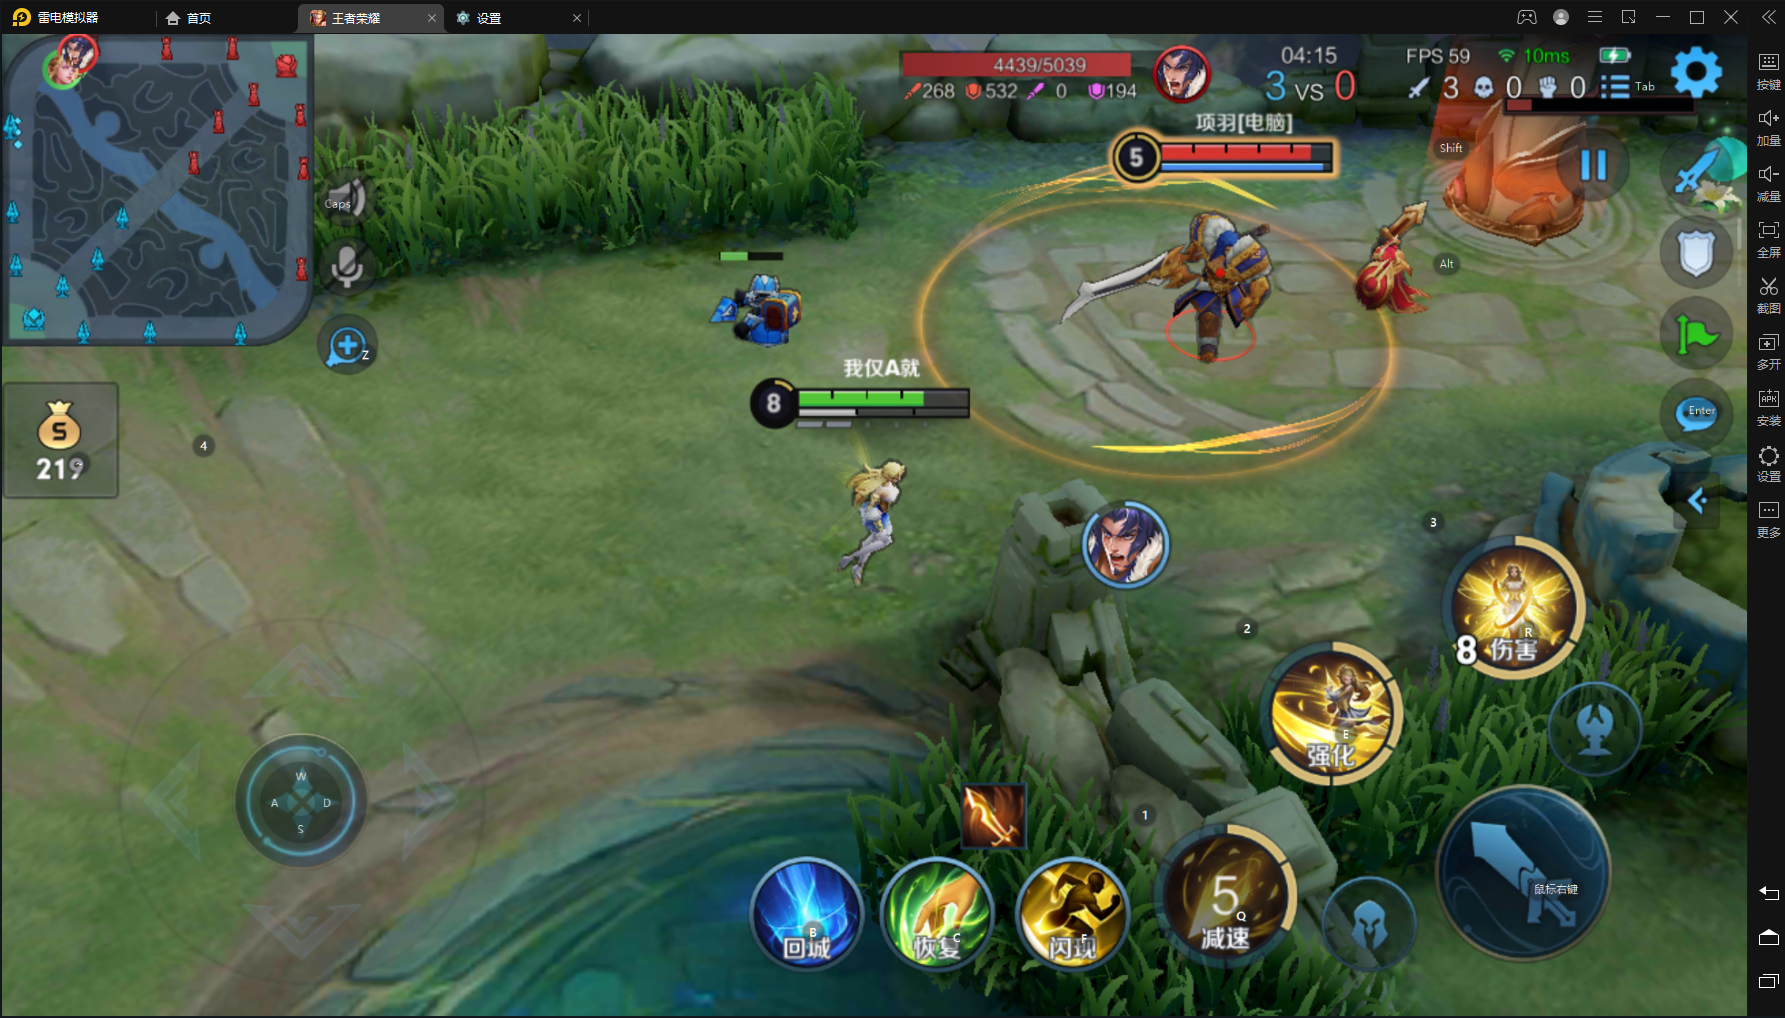 雷电模拟器
首页
王者荣耀
设置
4439/5039
268 532 0 194
04:15
3 VS 0
FPS 59 10ms
3 0 0 Tab
项羽[电脑]
5
Shift
Alt
Caps
Z
我仅A就
8
219
4
Enter
3
2
1
R
8 伤害
E
强化
5
Q
减速
鼠标右键
W
A D
S
B
回城
C
恢复
F
闪现
按键
加量
减量
全屏
截图
多开
APK
安装
设置
更多